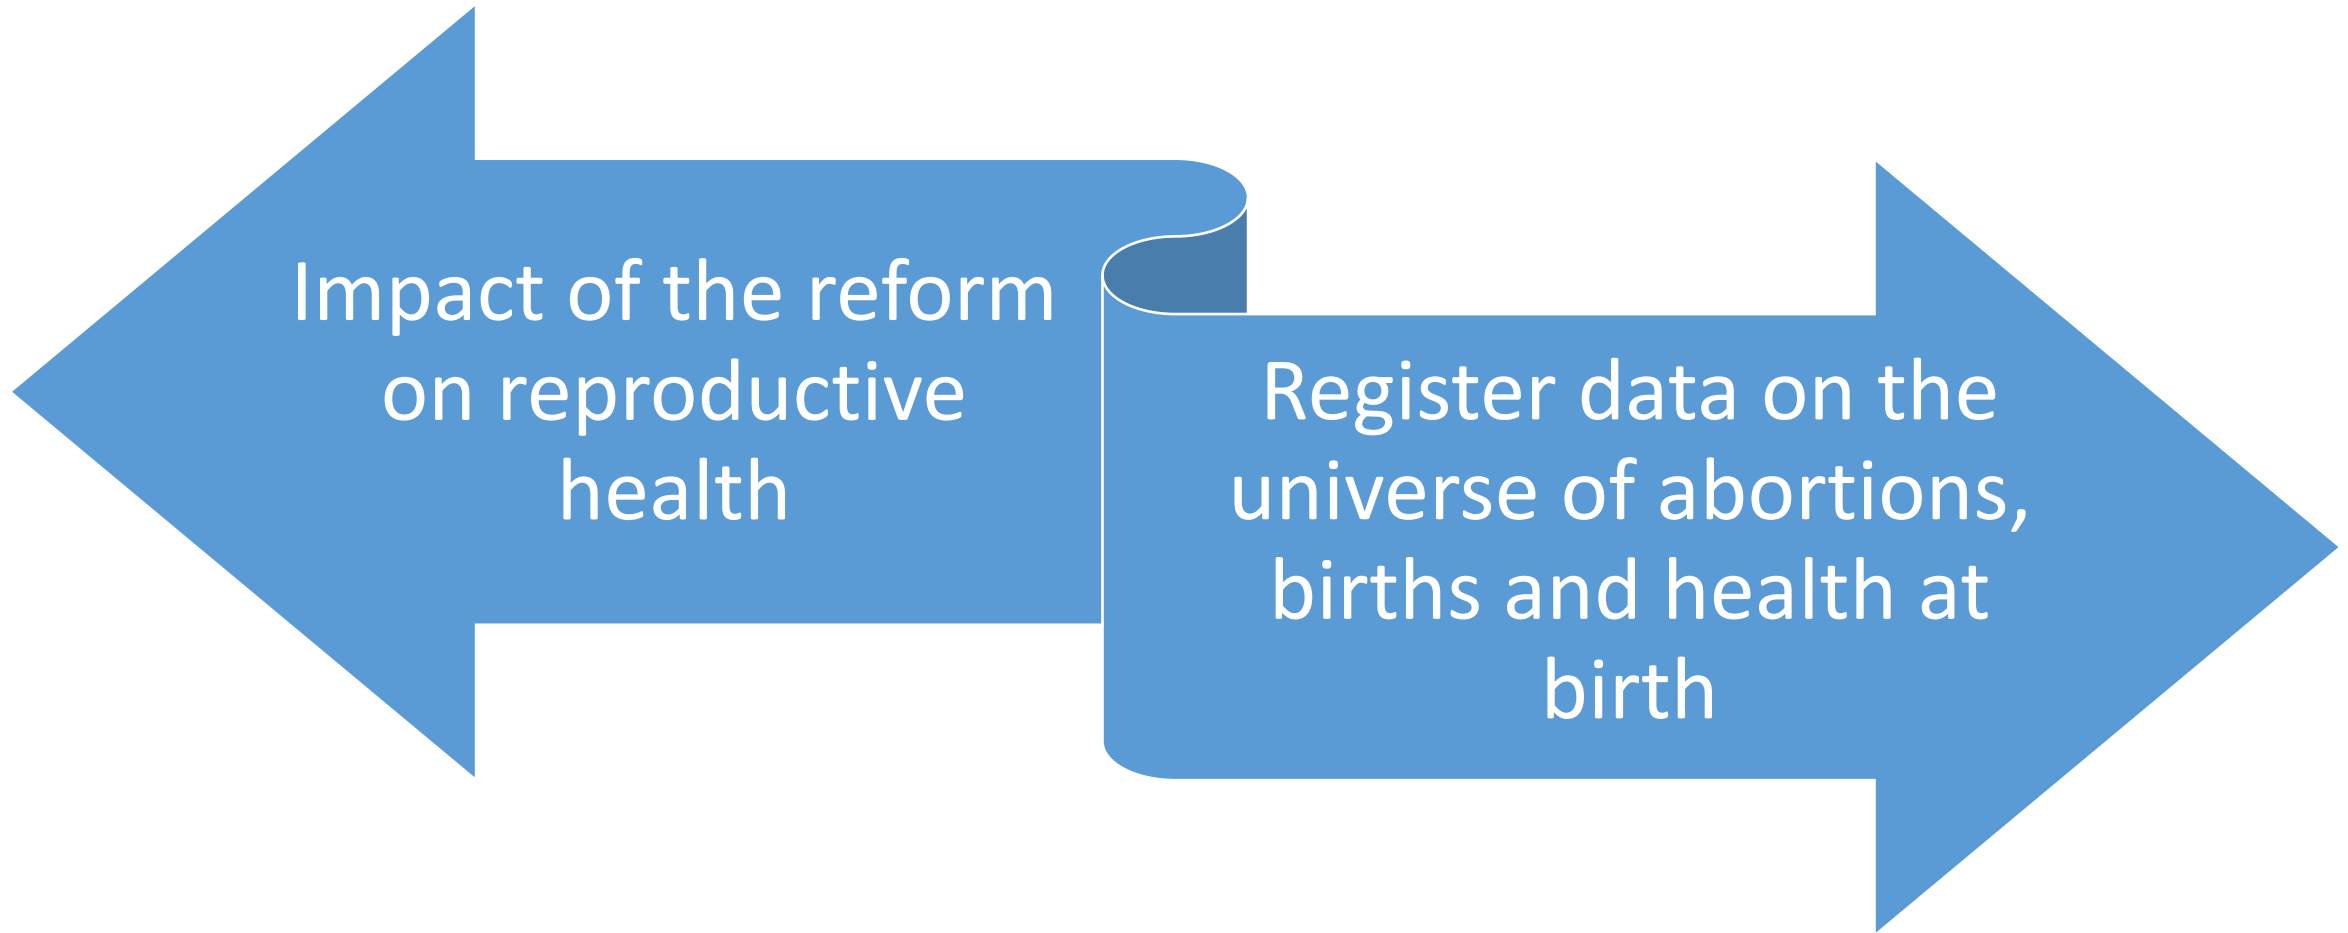 Impact of the reform
on reproductive
health
Register data on the
universe of abortions,
births and health at
birth